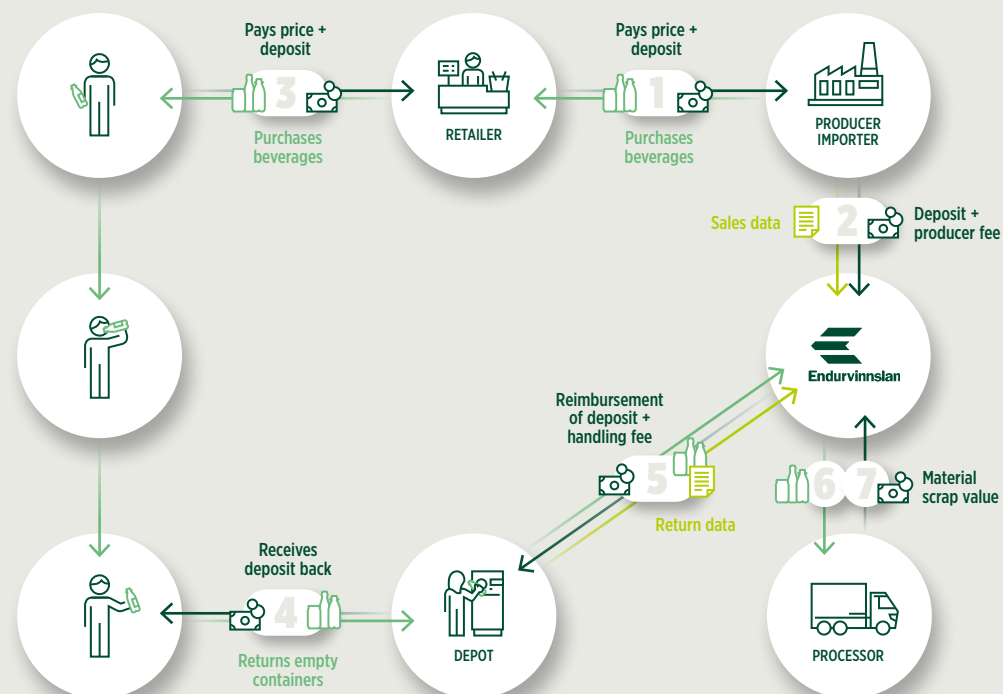 Pays price +
deposit
3
Purchases
beverages
RETAILER
Pays price +
deposit
1
Purchases
beverages
PRODUCER
IMPORTER
Sales data
2
Deposit +
producer fee
Endurvinnslan
Reimbursement
of deposit +
handling fee
5
Return data
6
7
Material
scrap value
Receives
deposit back
4
Returns empty
containers
DEPOT
PROCESSOR